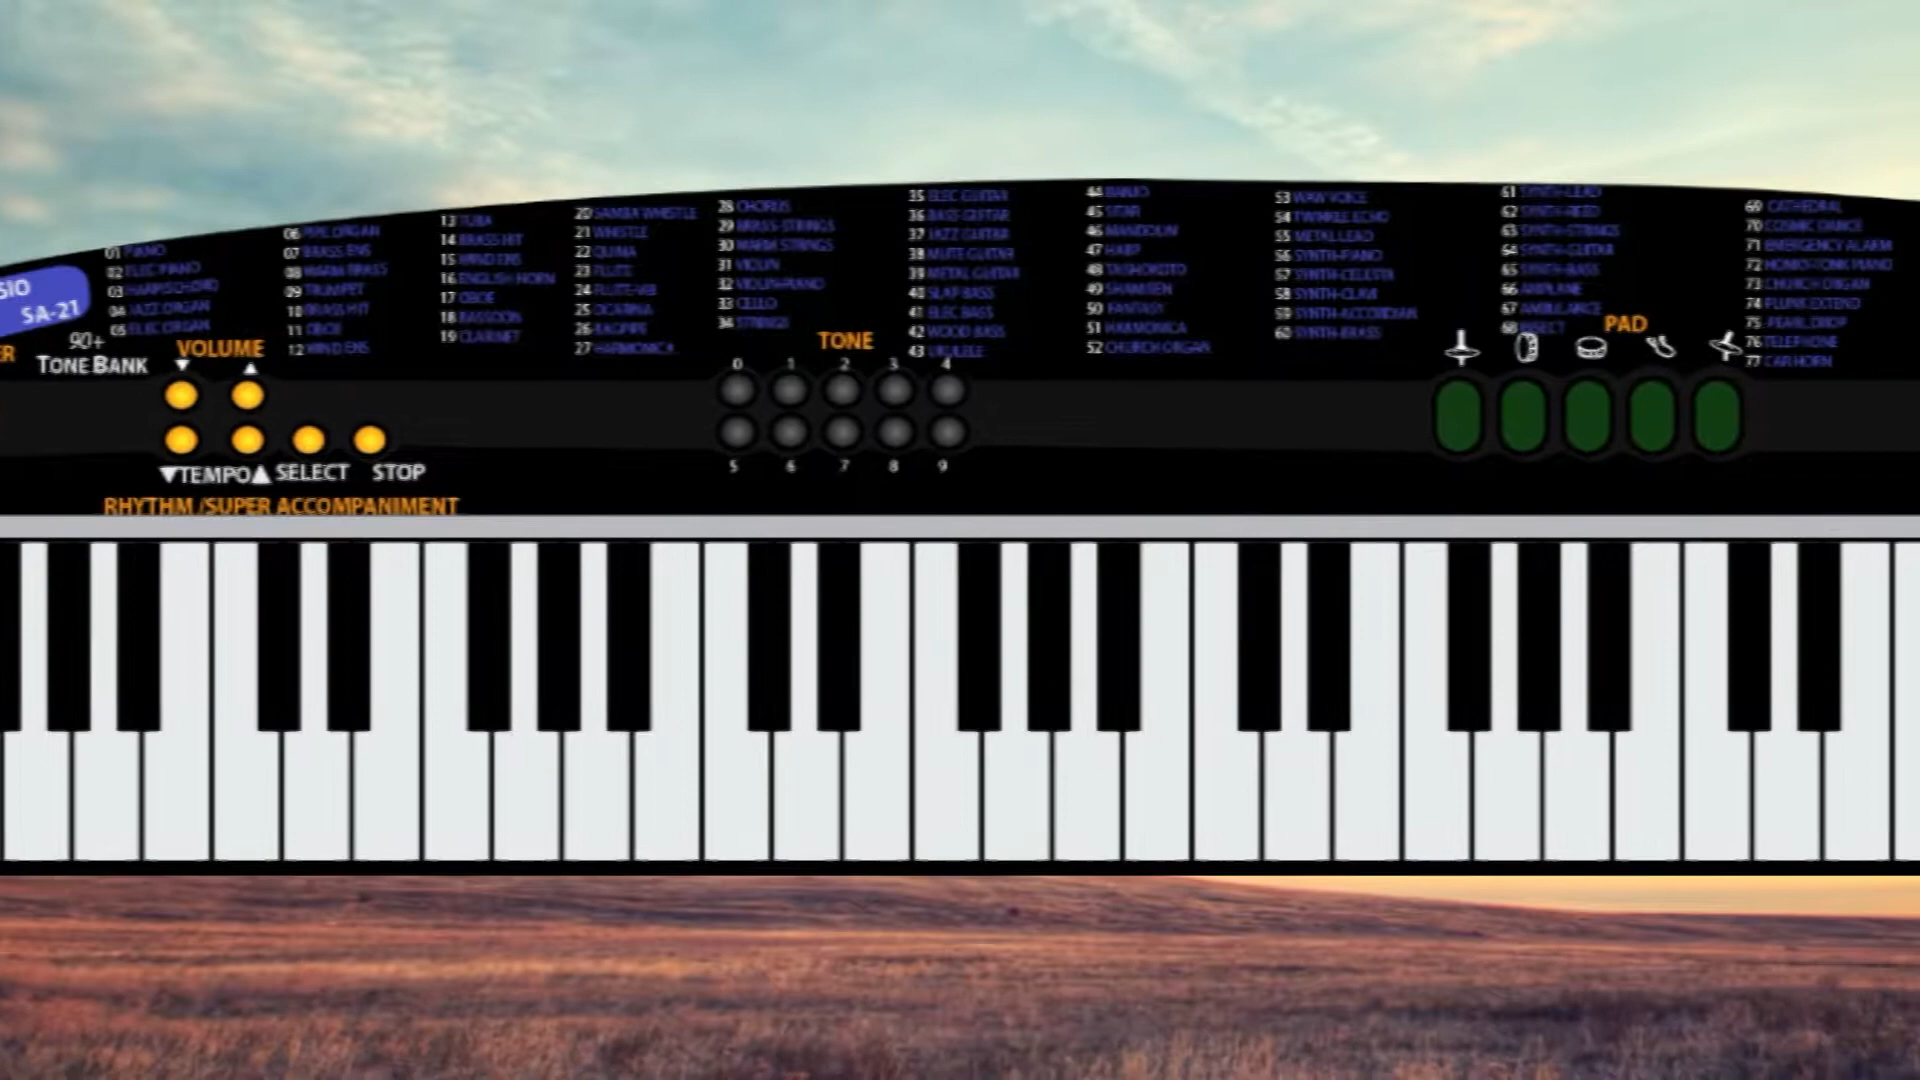 SIO
SA-21
ER
90+
TONE BANK
VOLUME
▼ ▲
▼TEMPO▲ SELECT STOP
RHYTHM /SUPER ACCOMPANIMENT
01 PIANO
02 ELEC PIANO
03 HARPSICHORD
04 JAZZ ORGAN
05 ELEC ORGAN
06 PIPE ORGAN
07 BRASS ENS
08 WARM BRASS
09 TRUMPET
10 BRASS HIT
11 OBOE
12 WIND ENS
13 TUBA
14 BRASS HIT
15 WIND ENS
16 ENGLISH HORN
17 OBOE
18 BASSOON
19 CLARINET
20 SAMBA WHISTLE
21 WHISTLE
22
23 FLUTE
24 FLUTE-VIB
25 OCARINA
26 BAGPIPE
27 HARMONICA
28 CHORUS
29 BRASS-STRINGS
30 WARM STRINGS
31 VIOLIN
32 VIOLIN-PIANO
33 CELLO
34 STRINGS
TONE
0 1 2 3 4
5 6 7 8 9
35 ELEC GUITAR
36 BASS GUITAR
37 JAZZ GUITAR
38 MUTE GUITAR
39 METAL GUITAR
40 SLAP BASS
41 ELEC BASS
42 WOOD BASS
43 UKULELE
44 BANJO
45 SITAR
46 MANDOLIN
47 HARP
48 TAISHOKOTO
49 SHAMISEN
50 FANTASY
51 HARMONICA
52 CHURCH ORGAN
53 WAW VOICE
54 TWINKLE ECHO
55 METAL LEAD
56 SYNTH-PIANO
57 SYNTH-CELESTA
58 SYNTH-CLAVI
59 SYNTH-ACCORDIAN
60 SYNTH-BRASS
61 SYNTH-LEAD
62 SYNTH-REED
63 SYNTH-STRINGS
64 SYNTH-GUITAR
65 SYNTH-BASS
66 AIRPLANE
67 AMBULANCE
68 INSECT
PAD
69 CATHEDRAL
70 COSMIC DANCE
71 EMERGENCY ALARM
72 HONKY-TONK PIANO
73 CHURCH ORGAN
74 PLUNK EXTEND
75 PEARL DROP
76 TELEPHONE
77 CAR HORN